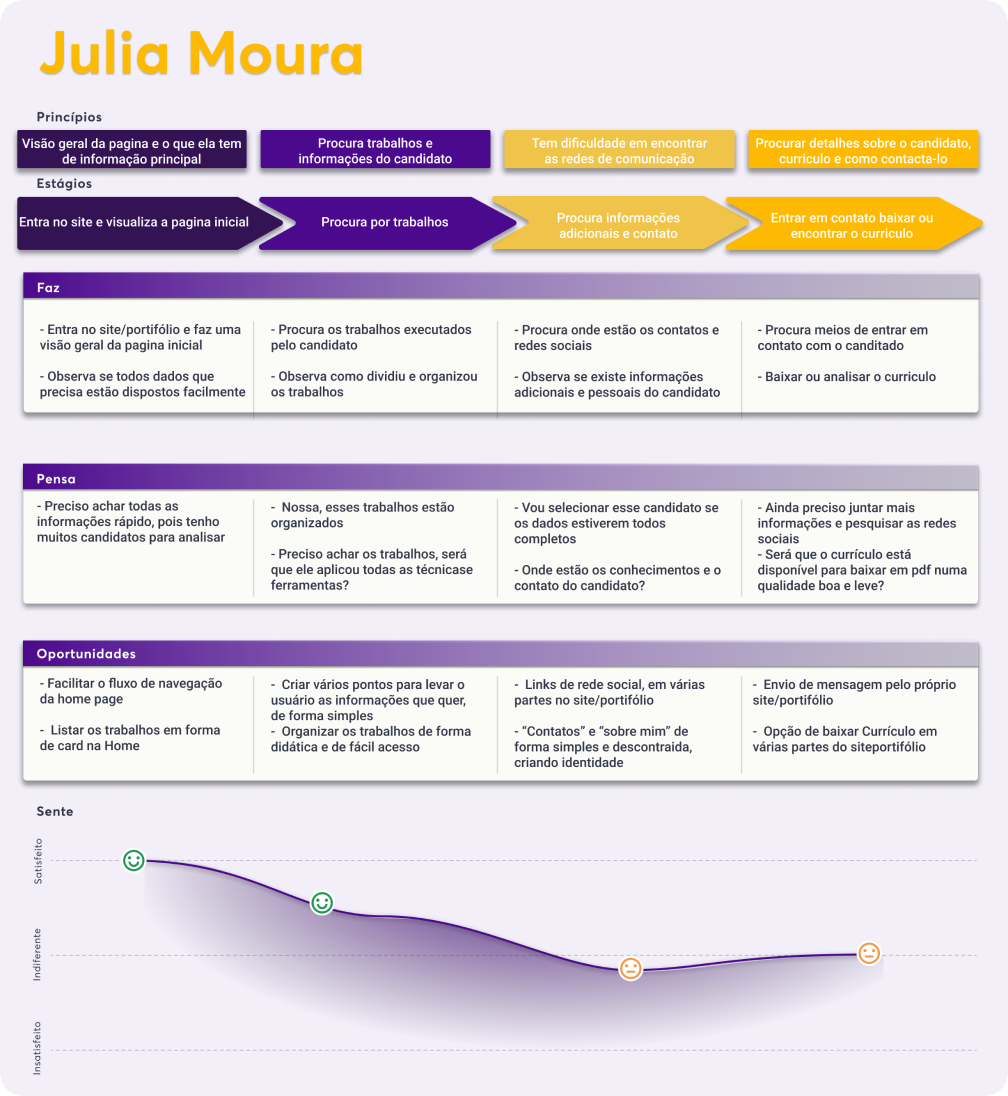 Julia Moura
Princípios
Visão geral da pagina e o que ela tem
de informação principal
Procura trabalhos e
informações do candidato
Tem dificuldade em encontrar
as redes de comunicação
Procurar detalhes sobre o candidato,
curriculo e como contacta-lo
Estágios
Entra no site e visualiza a pagina inicial
Procura por trabalhos
Procura informações
adicionais e contato
Entrar em contato baixar ou
encontrar o curriculo
Faz
- Entra no site/portifólio e faz uma
visão geral da pagina inicial
- Observa se todos dados que
precisa estão dispostos facilmente
- Procura os trabalhos executados
pelo candidato
- Observa como dividiu e organizou
os trabalhos
- Procura onde estão os contatos e
redes sociais
- Observa se existe informações
adicionais e pessoais do candidato
- Procura meios de entrar em
contato com o canditado
- Baixar ou analisar o curriculo
Pensa
- Preciso achar todas as
informações rápido, pois tenho
muitos candidatos para analisar
- Nossa, esses trabalhos estão
organizados
- Preciso achar os trabalhos, será
que ele aplicou todas as técnicase
ferramentas?
- Vou selecionar esse candidato se
os dados estiverem todos
completos
- Onde estão os conhecimentos e o
contato do candidato?
- Ainda preciso juntar mais
informações e pesquisar as redes
sociais
- Será que o currículo está
disponível para baixar em pdf numa
qualidade boa e leve?
Oportunidades
- Facilitar o fluxo de navegação
da home page
- Listar os trabalhos em forma
de card na Home
- Criar vários pontos para levar o
usuário as informações que quer,
de forma simples
- Organizar os trabalhos de forma
didática e de fácil acesso
- Links de rede social, em várias
partes no site/portifólio
- “Contatos” e “sobre mim” de
forma simples e descontraida,
criando identidade
- Envio de mensagem pelo próprio
site/portifólio
- Opção de baixar Currículo em
várias partes do siteportifólio
Sente
Satisfeito
Indiferente
Insatisfeito